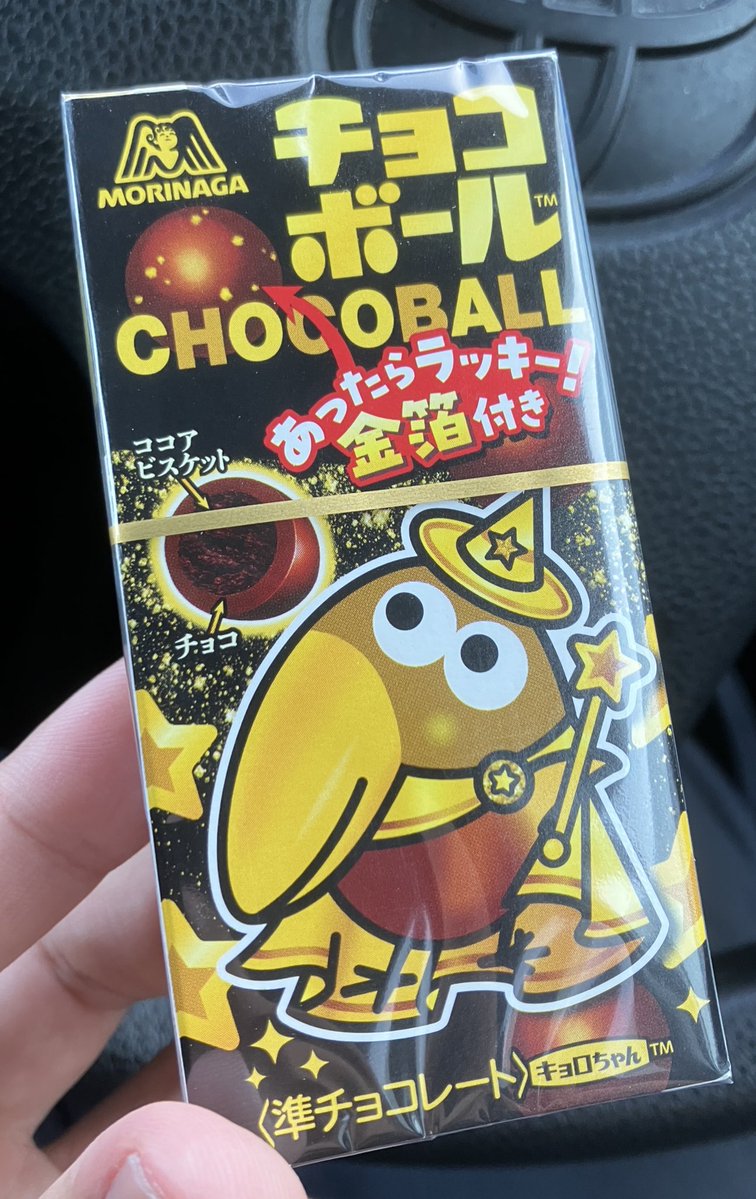 MORINAGA
チョコ
ボール™
CHOCOBALL
あったらラッキー!
金箔付き
ココア
ビスケット
チョコ
〈準チョコレート〉
キョロちゃん™